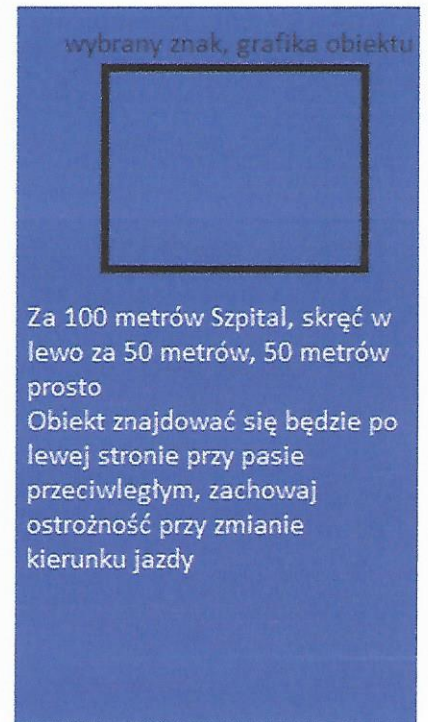 wybrany znak, grafika obiektu
Za 100 metrów Szpital, skręć w
lewo za 50 metrów, 50 metrów
prosto
Obiekt znajdować się będzie po
lewej stronie przy pasie
przeciwległym, zachowaj
ostrożność przy zmianie
kierunku jazdy